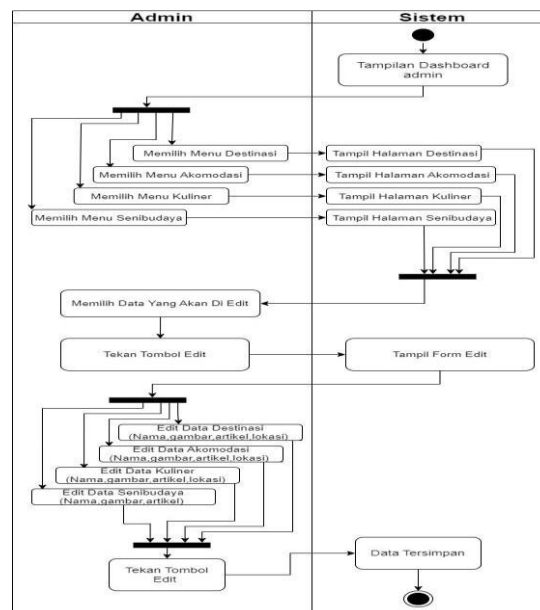 Admin
Sistem
Tampilan Dashboard
admin
Memilih Menu Destinasi
Tampil Halaman Destinasi
Memilih Menu Akomodasi
Tampil Halaman Akomodasi
Memilih Menu Kuliner
Tampil Halaman Kuliner
Memilih Menu Senibudaya
Tampil Halaman Senibudaya
Memilih Data Yang Akan Di Edit
Tekan Tombol Edit
Tampil Form Edit
Edit Data Destinasi
(Nama,gambar,artikel,lokasi)
Edit Data Akomodasi
(Nama,gambar,artikel,lokasi)
Edit Data Kuliner
(Nama,gambar,artikel,lokasi)
Edit Data Senibudaya
(Nama,gambar,artikel)
Tekan Tombol
Edit
Data Tersimpan